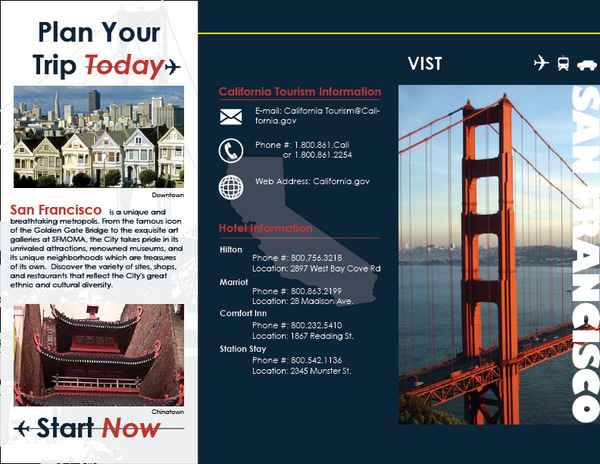 Plan Your
Trip Today
Downtown
San Francisco is a unique and
breathtaking metropolis. From the famous icon
of the Golden Gate Bridge to the exquisite art
galleries at SFMOMA, the City takes pride in its
unrivaled attractions, renowned museums, and
its unique neighborhoods which are treasures
of its own. Discover the variety of sites, shops,
and restaurants that reflect the City's great
ethnic and cultural diversity.
Chinatown
Start Now
California Tourism Information
E-mail: California Tourism@Cali-
fornia.gov
Phone #: 1.800.861.Cali
or 1.800.861.2254
Web Address: California.gov
Hotel Information
Hilton
Phone #: 800.756.3218
Location: 2897 West Bay Cove Rd
Marriot
Phone #: 800.863.2199
Location: 28 Madison Ave.
Comfort Inn
Phone #: 800.232.5410
Location: 1867 Redding St.
Station Stay
Phone #: 800.542.1136
Location: 2345 Munster St.
VIST
SAN FRANCISCO